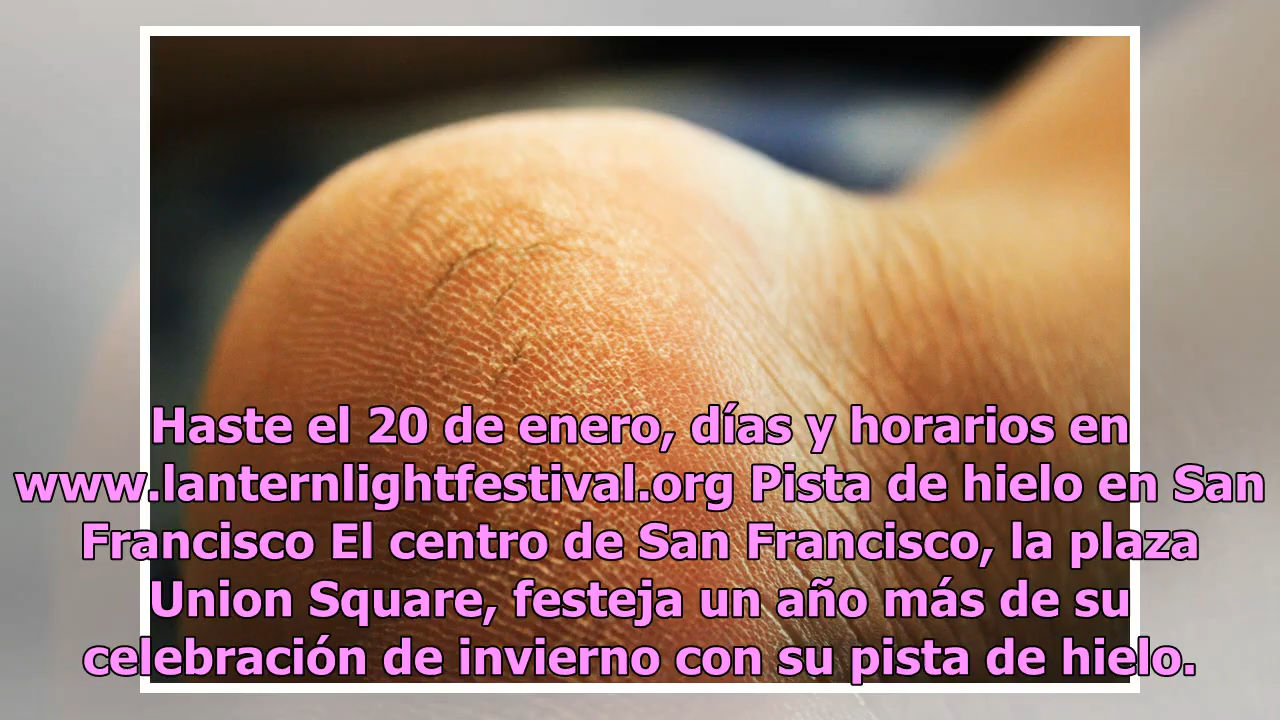 Haste el 20 de enero, días y horarios en
www.lanternlightfestival.org Pista de hielo en San
Francisco El centro de San Francisco, la plaza
Union Square, festeja un año más de su
celebración de invierno con su pista de hielo.